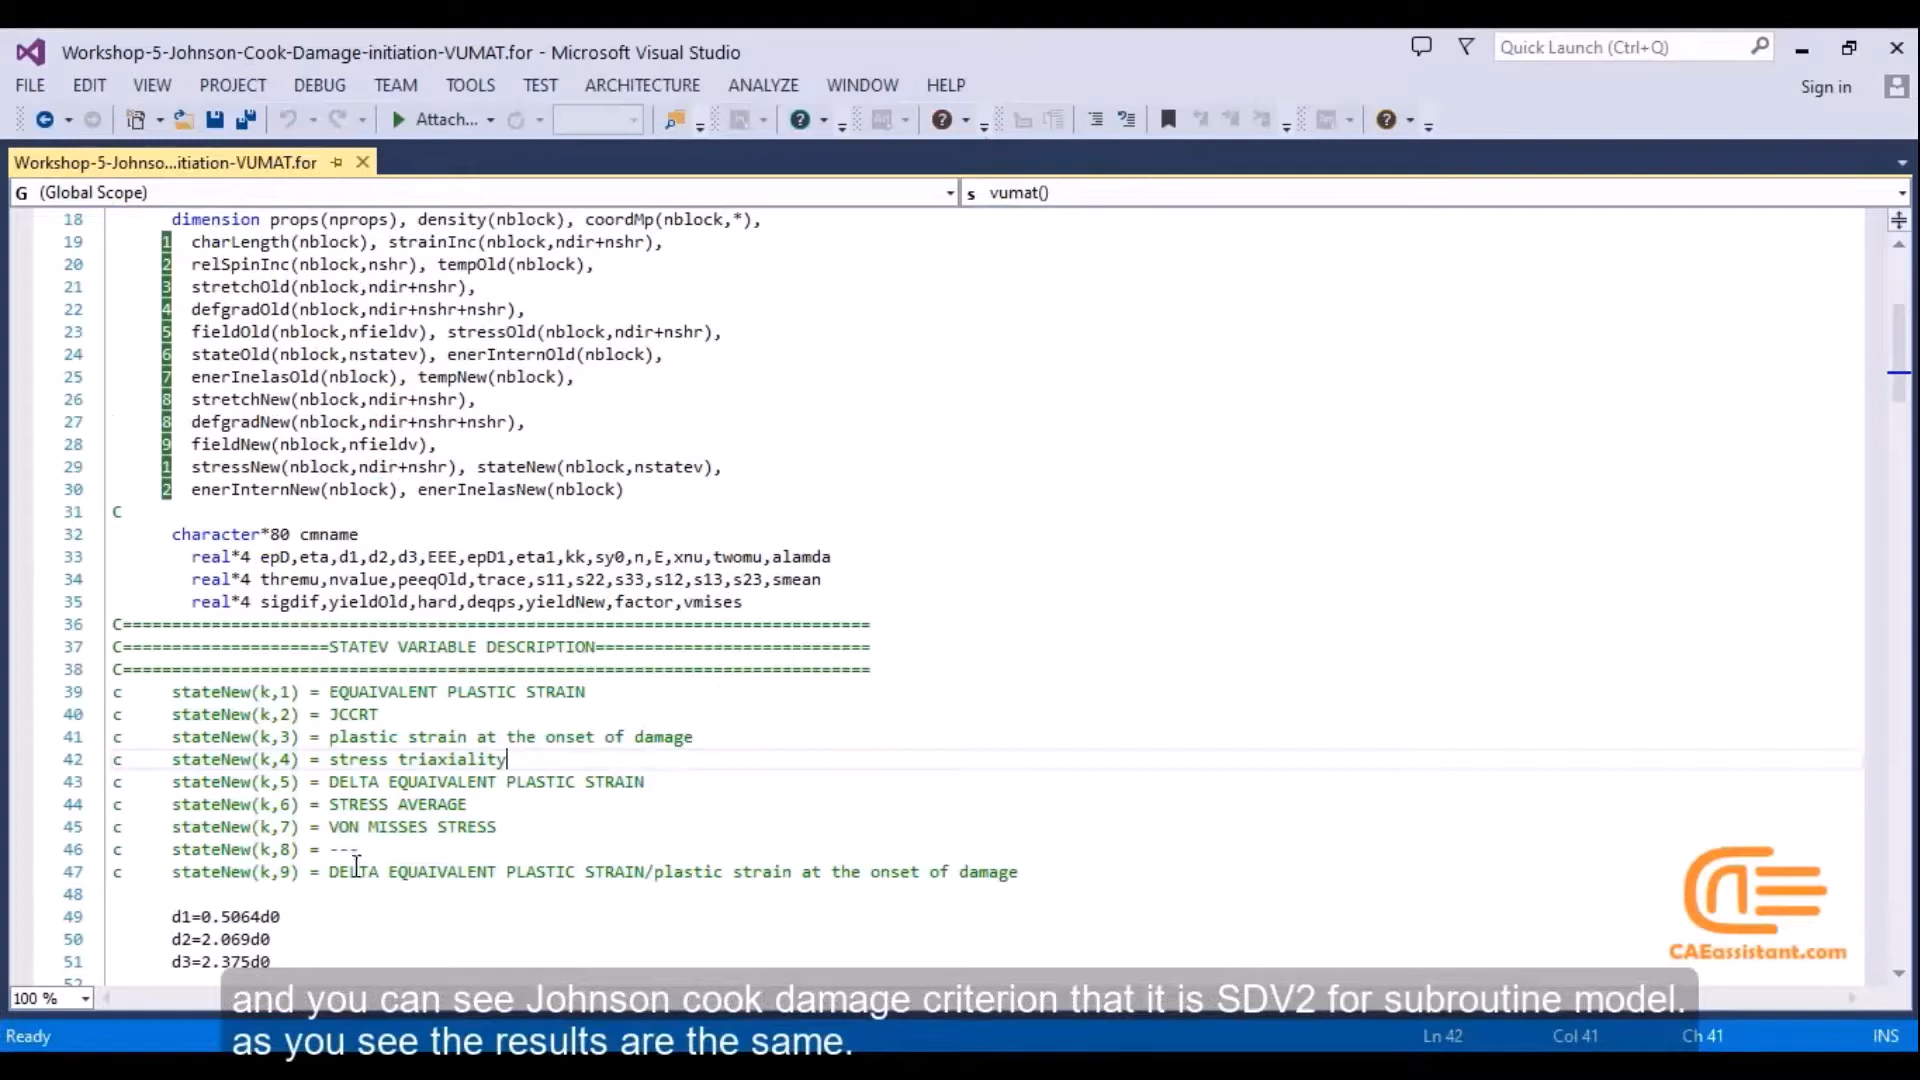 Workshop-5-Johnson-Cook-Damage-initiation-VUMAT.for - Microsoft Visual Studio
Quick Launch (Ctrl+Q)
FILE EDIT VIEW PROJECT DEBUG TEAM TOOLS TEST ARCHITECTURE ANALYZE WINDOW HELP
Sign in
Attach...
Workshop-5-Johnso...itiation-VUMAT.for
G (Global Scope)
s vumat()
18 dimension props(nprops), density(nblock), coordMp(nblock,*),
19 1 charLength(nblock), strainInc(nblock,ndir+nshr),
20 2 relSpinInc(nblock,nshr), tempOld(nblock),
21 3 stretchOld(nblock,ndir+nshr),
22 4 defgradOld(nblock,ndir+nshr+nshr),
23 5 fieldOld(nblock,nfieldv), stressOld(nblock,ndir+nshr),
24 6 stateOld(nblock,nstatev), enerInternOld(nblock),
25 7 enerInelasOld(nblock), tempNew(nblock),
26 8 stretchNew(nblock,ndir+nshr),
27 8 defgradNew(nblock,ndir+nshr+nshr),
28 9 fieldNew(nblock,nfieldv),
29 1 stressNew(nblock,ndir+nshr), stateNew(nblock,nstatev),
30 2 enerInternNew(nblock), enerInelasNew(nblock)
31 C
32 character*80 cmname
33 real*4 epD,eta,d1,d2,d3,EEE,epD1,eta1,kk,sy0,n,E,xnu,twomu,alamda
34 real*4 thremu,nvalue,peeqOld,trace,s11,s22,s33,s12,s13,s23,smean
35 real*4 sigdif,yieldOld,hard,deqps,yieldNew,factor,vmises
36 C============================================================================
37 C=====================STATEV VARIABLE DESCRIPTION============================
38 C============================================================================
39 c stateNew(k,1) = EQUAIVALENT PLASTIC STRAIN
40 c stateNew(k,2) = JCCRT
41 c stateNew(k,3) = plastic strain at the onset of damage
42 c stateNew(k,4) = stress triaxiality
43 c stateNew(k,5) = DELTA EQUAIVALENT PLASTIC STRAIN
44 c stateNew(k,6) = STRESS AVERAGE
45 c stateNew(k,7) = VON MISSES STRESS
46 c stateNew(k,8) = ---
47 c stateNew(k,9) = DELTA EQUAIVALENT PLASTIC STRAIN/plastic strain at the onset of damage
48
49 d1=0.5064d0
50 d2=2.069d0
51 d3=2.375d0
52
CAEassistant.com
100 %
and you can see Johnson cook damage criterion that it is SDV2 for subroutine model.
as you see the results are the same.
Ready
Ln 42 Col 41 Ch 41 INS